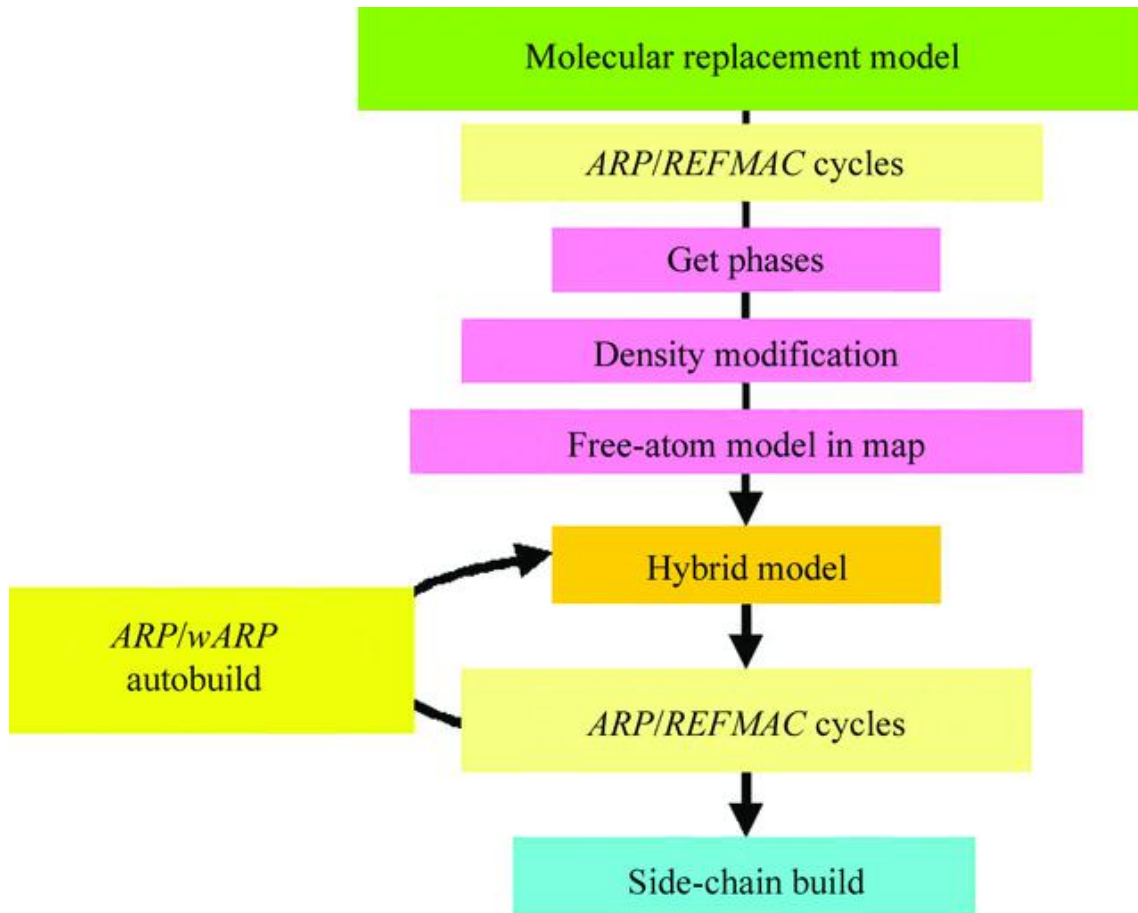 Molecular replacement model
ARP/REFMAC cycles
Get phases
Density modification
Free-atom model in map
Hybrid model
ARP/wARP
autobuild
ARP/REFMAC cycles
Side-chain build